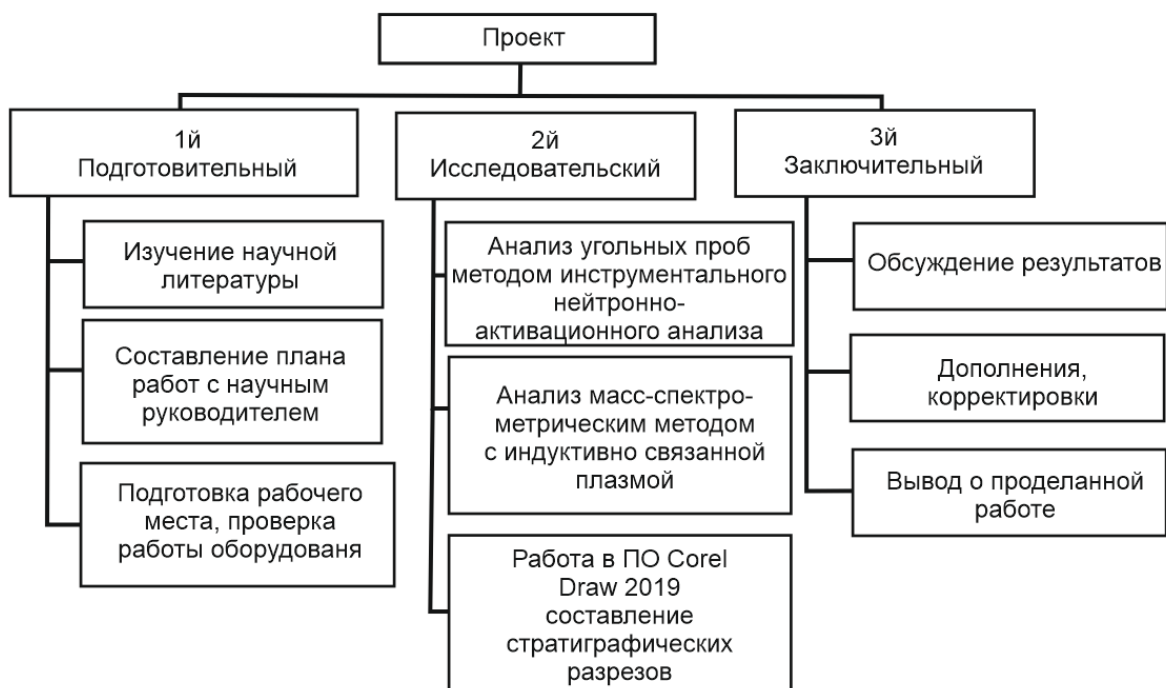 Проект
1й
Подготовительный
Изучение научной
литературы
Составление плана
работ с научным
руководителем
Подготовка рабочего
места, проверка
работы оборудованя
2й
Исследовательский
Анализ угольных проб
методом инструментального
нейтронно-
активационного анализа
Анализ масс-спектро-
метрическим методом
с индуктивно связанной
плазмой
Работа в ПО Corel
Draw 2019
составление
стратиграфических
разрезов
3й
Заключительный
Обсуждение результатов
Дополнения,
корректировки
Вывод о проделанной
работе